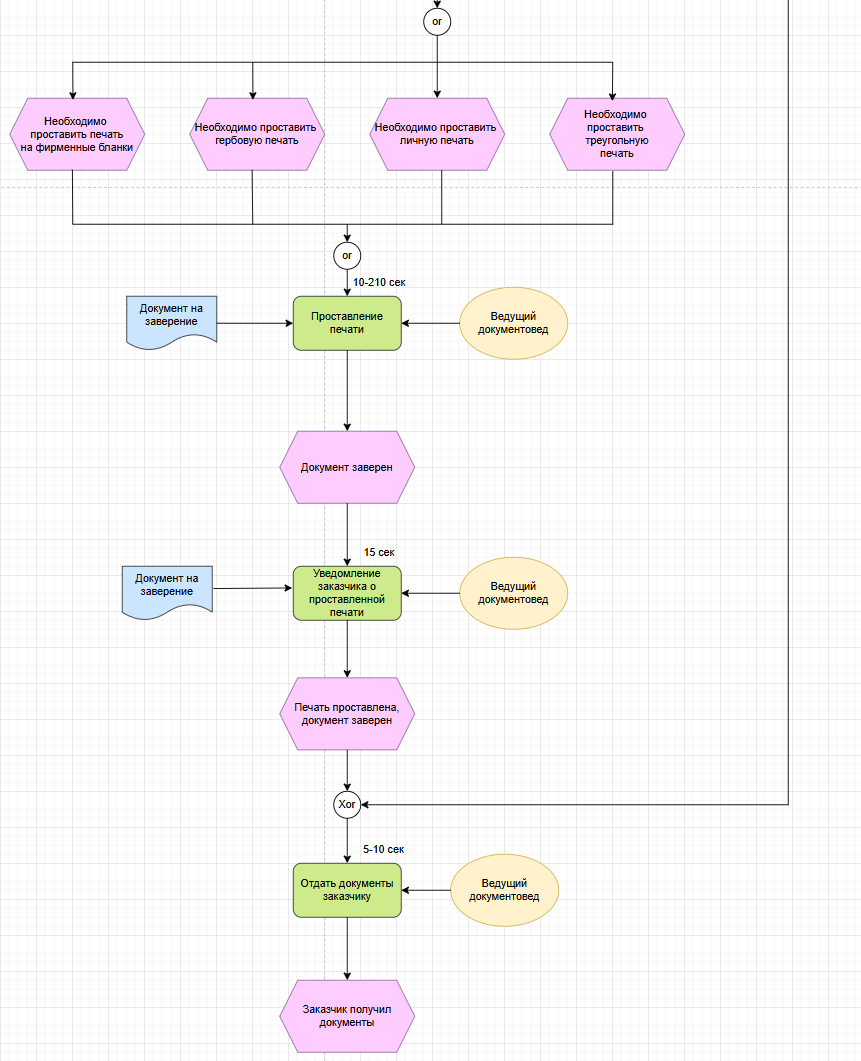 or
Необходимо
проставить печать
на фирменные бланки
Необходимо проставить
гербовую печать
Необходимо проставить
личную печать
Необходимо
проставить
треугольную
печать
or
10-210 сек
Документ на
заверение
Проставление
печати
Ведущий
документовед
Документ заверен
15 сек
Документ на
заверение
Уведомление
заказчика о
проставленной
печати
Ведущий
документовед
Печать проставлена,
документ заверен
Xor
5-10 сек
Отдать документы
заказчику
Ведущий
документовед
Заказчик получил
документы